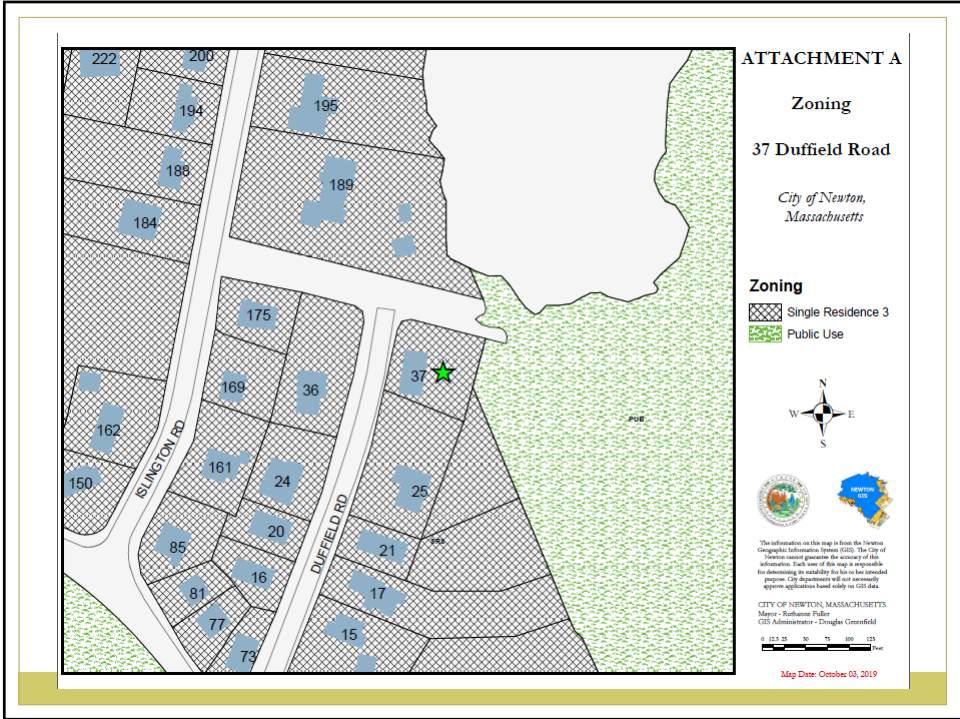 ATTACHMENT A
Zoning
37 Duffield Road
City of Newton,
Massachusetts
Zoning
Single Residence 3
Public Use
N
W E
S
NEWTON
GIS
The information on this map is from the Newton
Geographic Information System (GIS). The City of
Newton cannot guarantee the accuracy of this
information. Each user of this map is responsible
for determining its suitability for his or her intended
purpose. City departments will not necessarily
approve applications based solely on GIS data.
CITY OF NEWTON, MASSACHUSETTS
Mayor - Ruthanne Fuller
GIS Administrator - Douglas Greenfield
0 12.5 25 50 75 100 125
Feet
Map Date: October 03, 2019
222
200
194
195
188
189
184
175
37
169
36
162
PUB
ISLINGTON RD
161
150
24
25
20
DUFFIELD RD
85
21
SR3
16
81
17
77
15
73